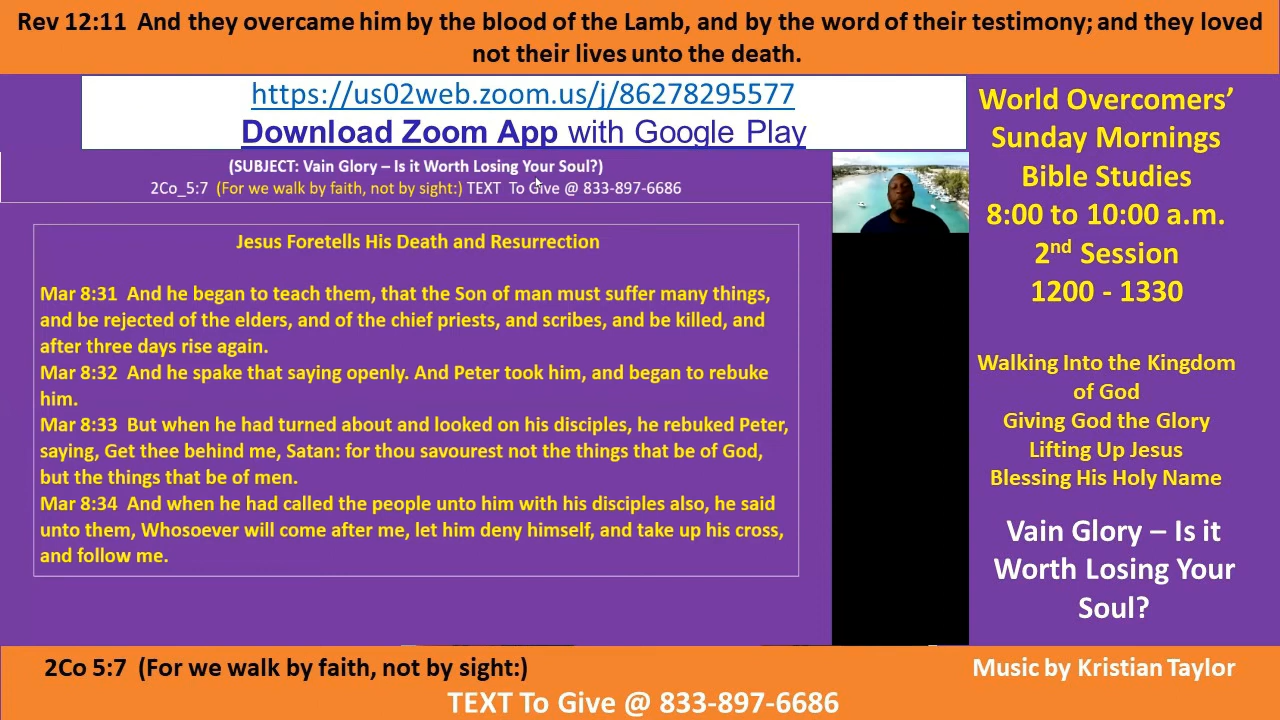 Rev 12:11  And they overcame him by the blood of the Lamb, and by the word of their testimony; and they loved
not their lives unto the death.
https://us02web.zoom.us/j/86278295577
Download Zoom App with Google Play
(SUBJECT: Vain Glory – Is it Worth Losing Your Soul?)
2Co_5:7  (For we walk by faith, not by sight:) TEXT  To Give @ 833-897-6686
Jesus Foretells His Death and Resurrection
Mar 8:31  And he began to teach them, that the Son of man must suffer many things,
and be rejected of the elders, and of the chief priests, and scribes, and be killed, and
after three days rise again.
Mar 8:32  And he spake that saying openly. And Peter took him, and began to rebuke
him.
Mar 8:33  But when he had turned about and looked on his disciples, he rebuked Peter,
saying, Get thee behind me, Satan: for thou savourest not the things that be of God,
but the things that be of men.
Mar 8:34  And when he had called the people unto him with his disciples also, he said
unto them, Whosoever will come after me, let him deny himself, and take up his cross,
and follow me.
World Overcomers’
Sunday Mornings
Bible Studies
8:00 to 10:00 a.m.
2nd Session
1200 - 1330
Walking Into the Kingdom
of God
Giving God the Glory
Lifting Up Jesus
Blessing His Holy Name
Vain Glory – Is it
Worth Losing Your
Soul?
2Co 5:7  (For we walk by faith, not by sight:)
Music by Kristian Taylor
TEXT To Give @ 833-897-6686